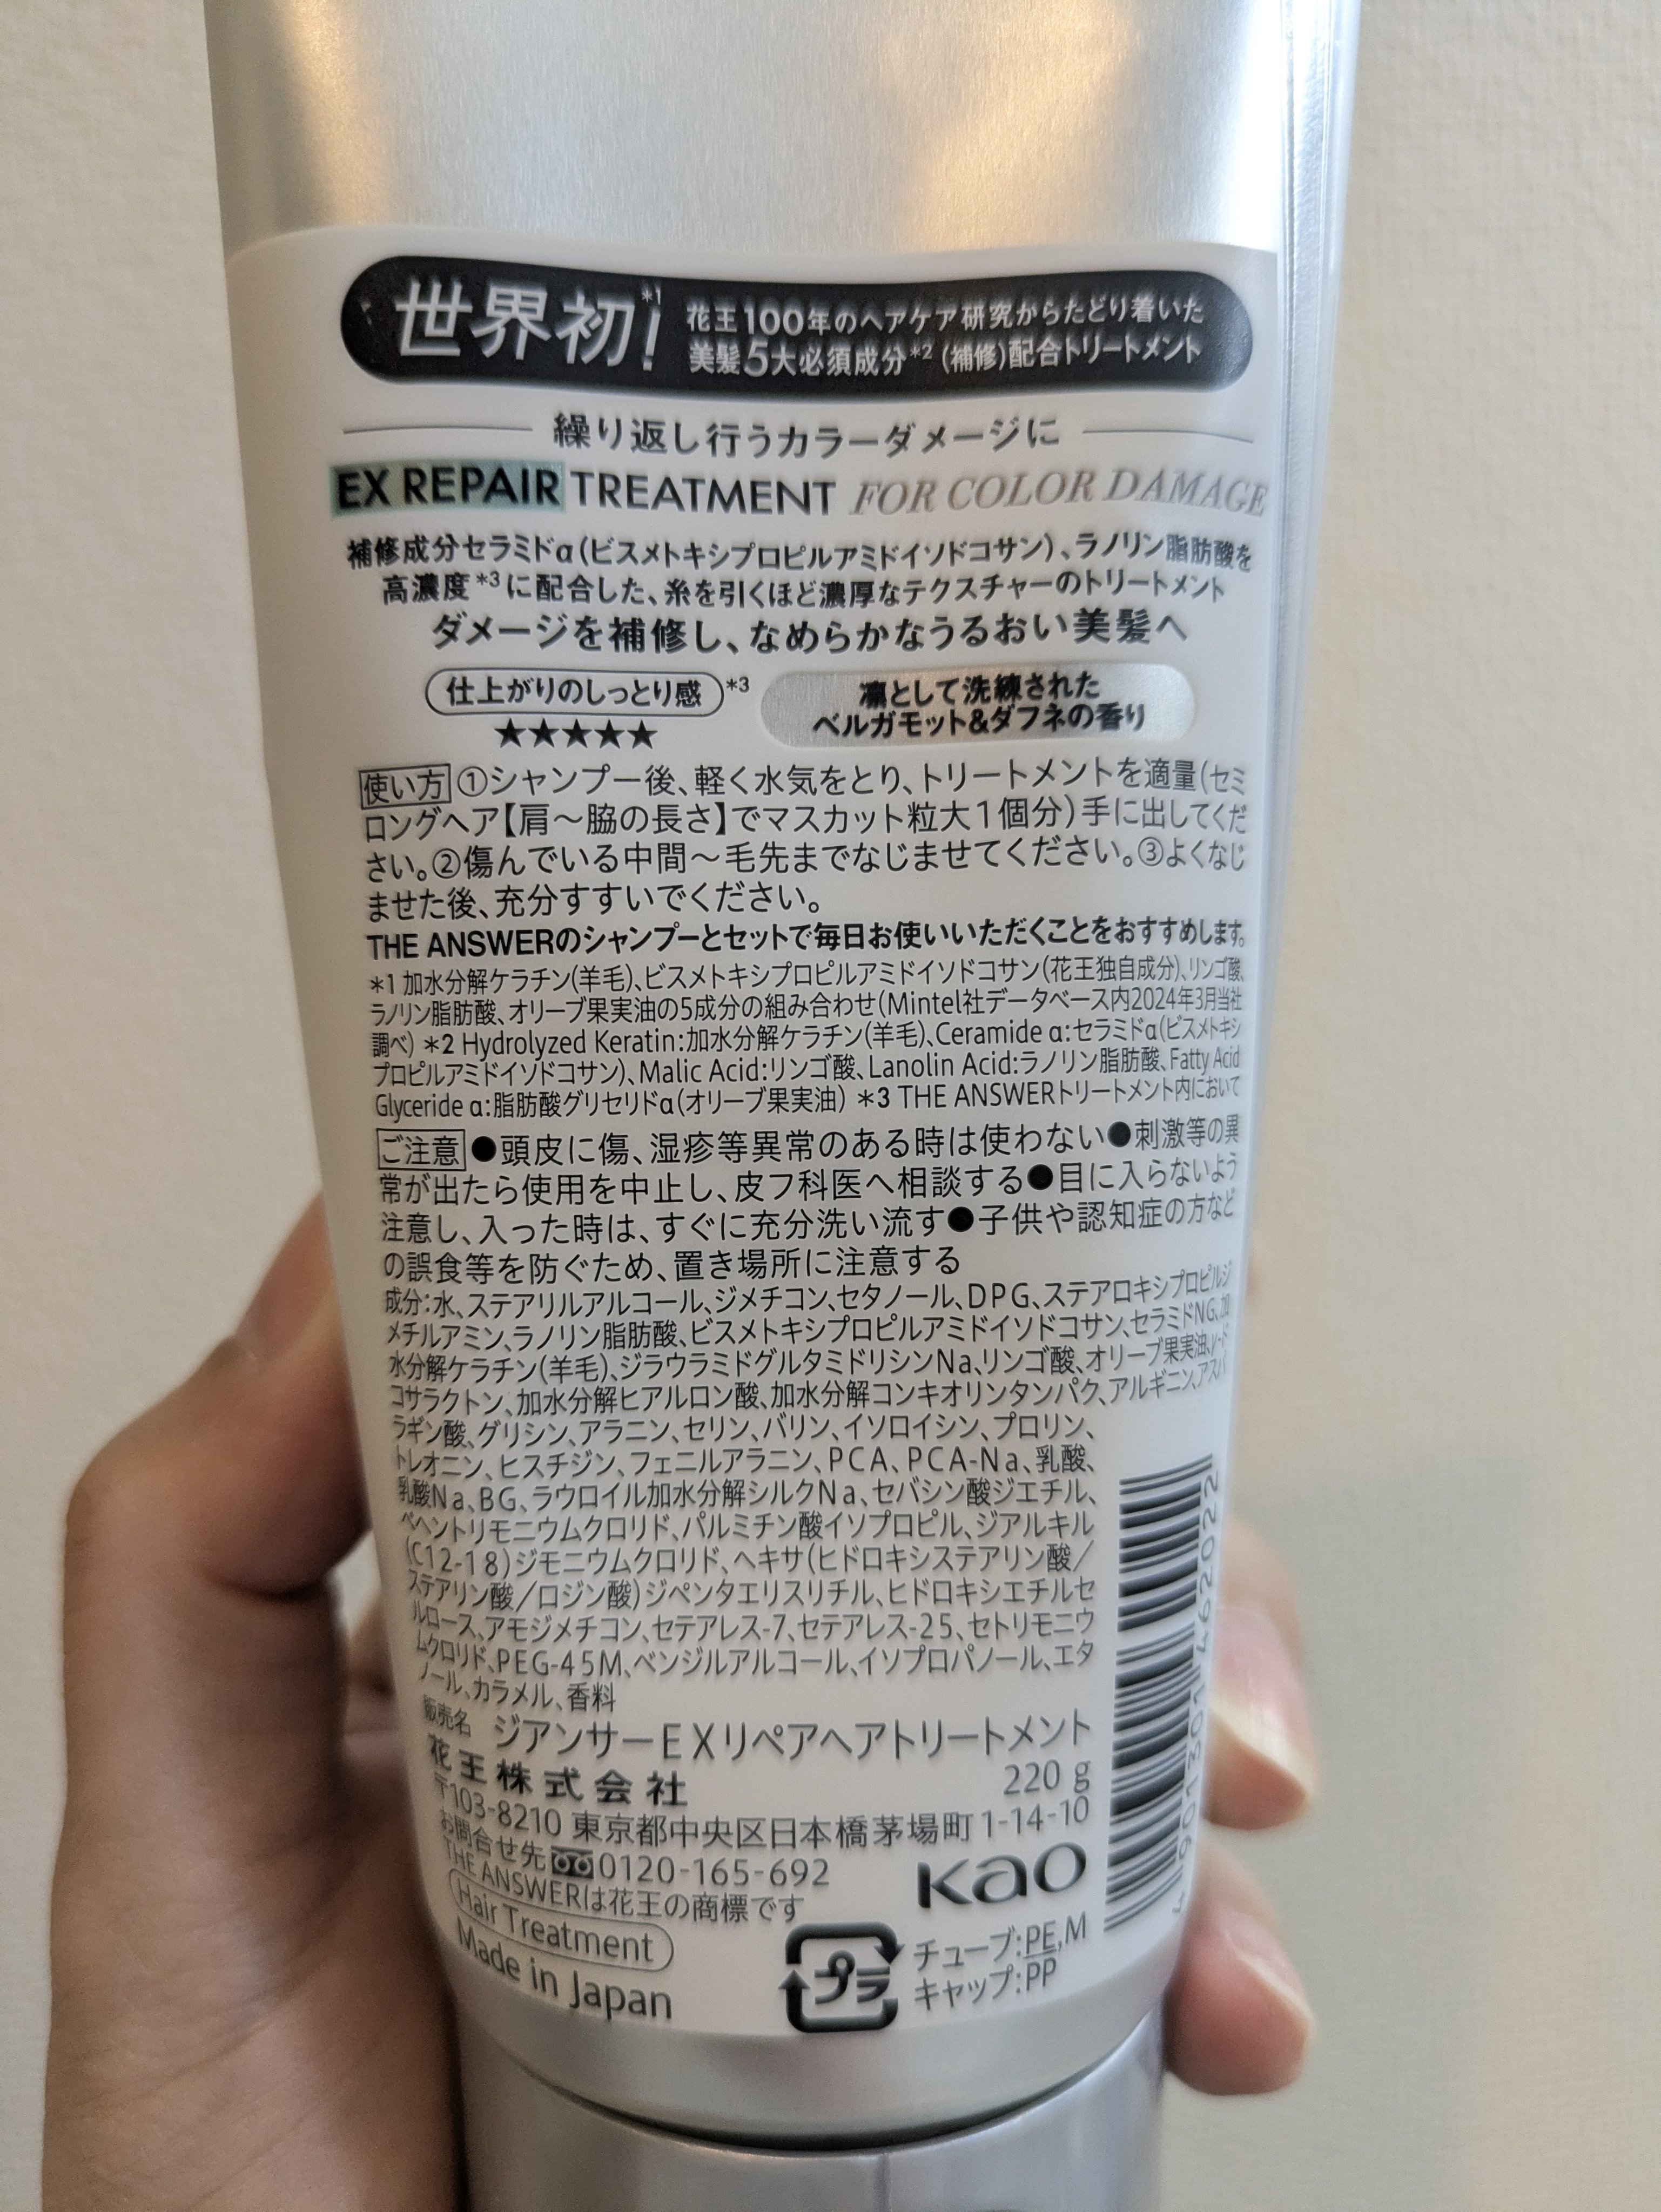 世界初!*1 花王100年のヘアケア研究からたどり着いた
美髪5大必須成分*2(補修)配合トリートメント
繰り返し行うカラーダメージに
EX REPAIR TREATMENT FOR COLOR DAMAGE
補修成分セラミドα(ビスメトキシプロピルアミドイソドコサン)、ラノリン脂肪酸を
高濃度*3に配合した、糸を引くほど濃厚なテクスチャーのトリートメント
ダメージを補修し、なめらかなうるおい美髪へ
仕上がりのしっとり感*3
★★★★★
凛として洗練された
ベルガモット&ダフネの香り
使い方 ①シャンプー後、軽く水気をとり、トリートメントを適量(セミ
ロングヘア【肩～脇の長さ】でマスカット粒大1個分)手に出してくだ
さい。②傷んでいる中間～毛先までなじませてください。③よくなじ
ませた後、充分すすいでください。
THE ANSWERのシャンプーとセットで毎日お使いいただくことをおすすめします。
*1 加水分解ケラチン(羊毛)、ビスメトキシプロピルアミドイソドコサン(花王独自成分)、リンゴ酸、
ラノリン脂肪酸、オリーブ果実油の5成分の組み合わせ(Mintel社データベース内2024年3月当社
調べ) *2 Hydrolyzed Keratin:加水分解ケラチン(羊毛)、Ceramide α:セラミドα(ビスメトキシ
プロピルアミドイソドコサン)、Malic Acid:リンゴ酸、Lanolin Acid:ラノリン脂肪酸、Fatty Acid
Glyceride α:脂肪酸グリセリドα(オリーブ果実油) *3 THE ANSWERトリートメント内において
ご注意 ●頭皮に傷、湿疹等異常のある時は使わない●刺激等の異
常が出たら使用を中止し、皮フ科医へ相談する●目に入らないよう
注意し、入った時は、すぐに充分洗い流す●子供や認知症の方など
の誤食等を防ぐため、置き場所に注意する
成分:水、ステアリルアルコール、ジメチコン、セタノール、DPG、ステアロキシプロピルジ
メチルアミン、ラノリン脂肪酸、ビスメトキシプロピルアミドイソドコサン、セラミドNG、加
水分解ケラチン(羊毛)、ジラウラミドグルタミドリシンNa、リンゴ酸、オリーブ果実油、γ-ド
コサラクトン、加水分解ヒアルロン酸、加水分解コンキオリンタンパク、アルギニン、アスパ
ラギン酸、グリシン、アラニン、セリン、バリン、イソロイシン、プロリン、
トレオニン、ヒスチジン、フェニルアラニン、PCA、PCA-Na、乳酸、
乳酸Na、BG、ラウロイル加水分解シルクNa、セバシン酸ジエチル、
ベヘントリモニウムクロリド、パルミチン酸イソプロピル、ジアルキル
(C12-18)ジモニウムクロリド、ヘキサ(ヒドロキシステアリン酸/
ステアリン酸/ロジン酸)ジペンタエリスリチル、ヒドロキシエチルセ
ルロース、アモジメチコン、セテアレス-7、セテアレス-25、セトリモニウ
ムクロリド、PEG-45M、ベンジルアルコール、イソプロパノール、エタ
ノール、カラメル、香料
販売名 ジアンサーEXリペアヘアトリートメント
花王株式会社 220 g
〒103-8210 東京都中央区日本橋茅場町1-14-10
お問合せ先 0120-165-692
THE ANSWERは花王の商標です
Kao
Hair Treatment
Made in Japan
プラ
チューブ:PE,M
キャップ:PP
4 901301 462022